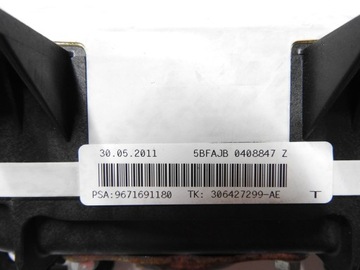 30.05.2011 5BFAJB 0408847 Z
PSA:9671691180 TK: 306427299-AE T